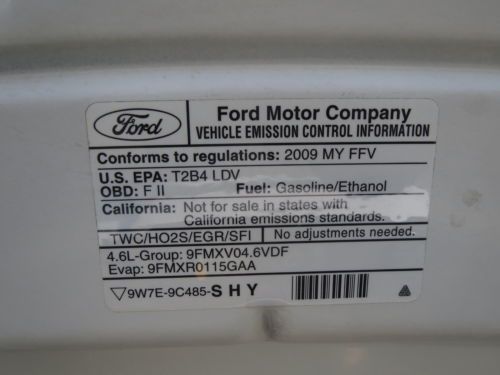 Ford
Ford Motor Company
VEHICLE EMISSION CONTROL INFORMATION
Conforms to regulations: 2009 MY FFV
U.S. EPA: T2B4 LDV
OBD: F II Fuel: Gasoline/Ethanol
California: Not for sale in states with
California emissions standards.
TWC/HO2S/EGR/SFI No adjustments needed.
4.6L-Group: 9FMXV04.6VDF
Evap: 9FMXR0115GAA
▽9W7E-9C485-S H Y